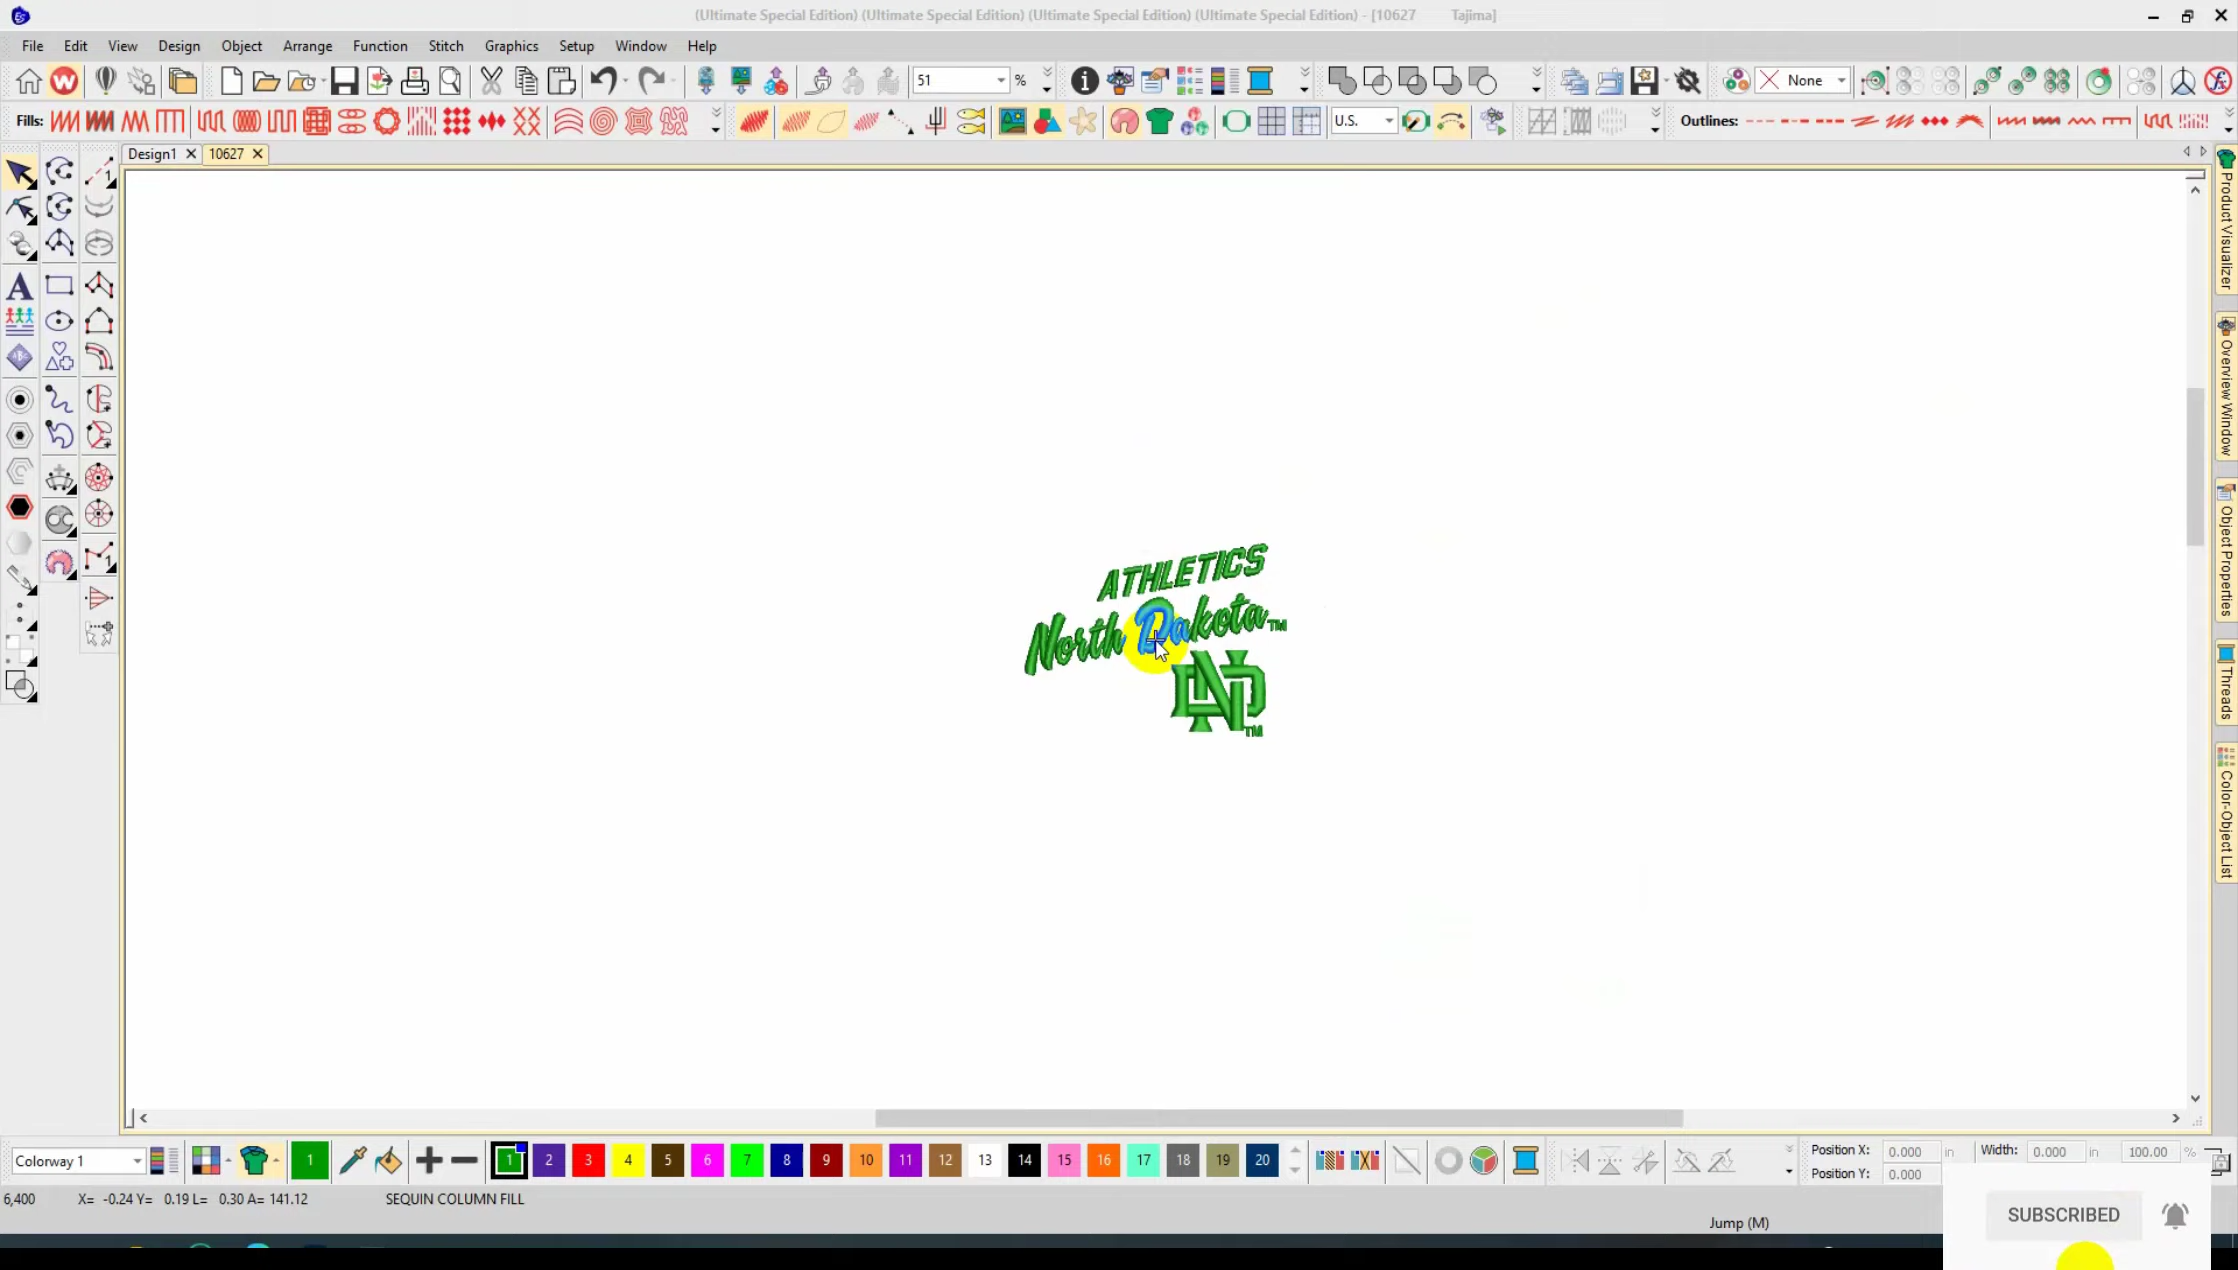 (Ultimate Special Edition) (Ultimate Special Edition) (Ultimate Special Edition) (Ultimate Special Edition) - [10627 Tajima]
File Edit View Design Object Arrange Function Stitch Graphics Setup Window Help
51 % None
Fills: U.S. Outlines:
Design1 10627
Product Visualizer
Overview Window
Object Properties
Threads
Color-Object List
A
ABC
ATHLETICS
North Dakota TM
ND
TM
Colorway 1 1 1 2 3 4 5 6 7 8 9 10 11 12 13 14 15 16 17 18 19 20
Position X: 0.000 in Width: 0.000 in 100.00 %
Position Y: 0.000
6,400 X= -0.24 Y= 0.19 L= 0.30 A= 141.12 SEQUIN COLUMN FILL
Jump (M)
SUBSCRIBED